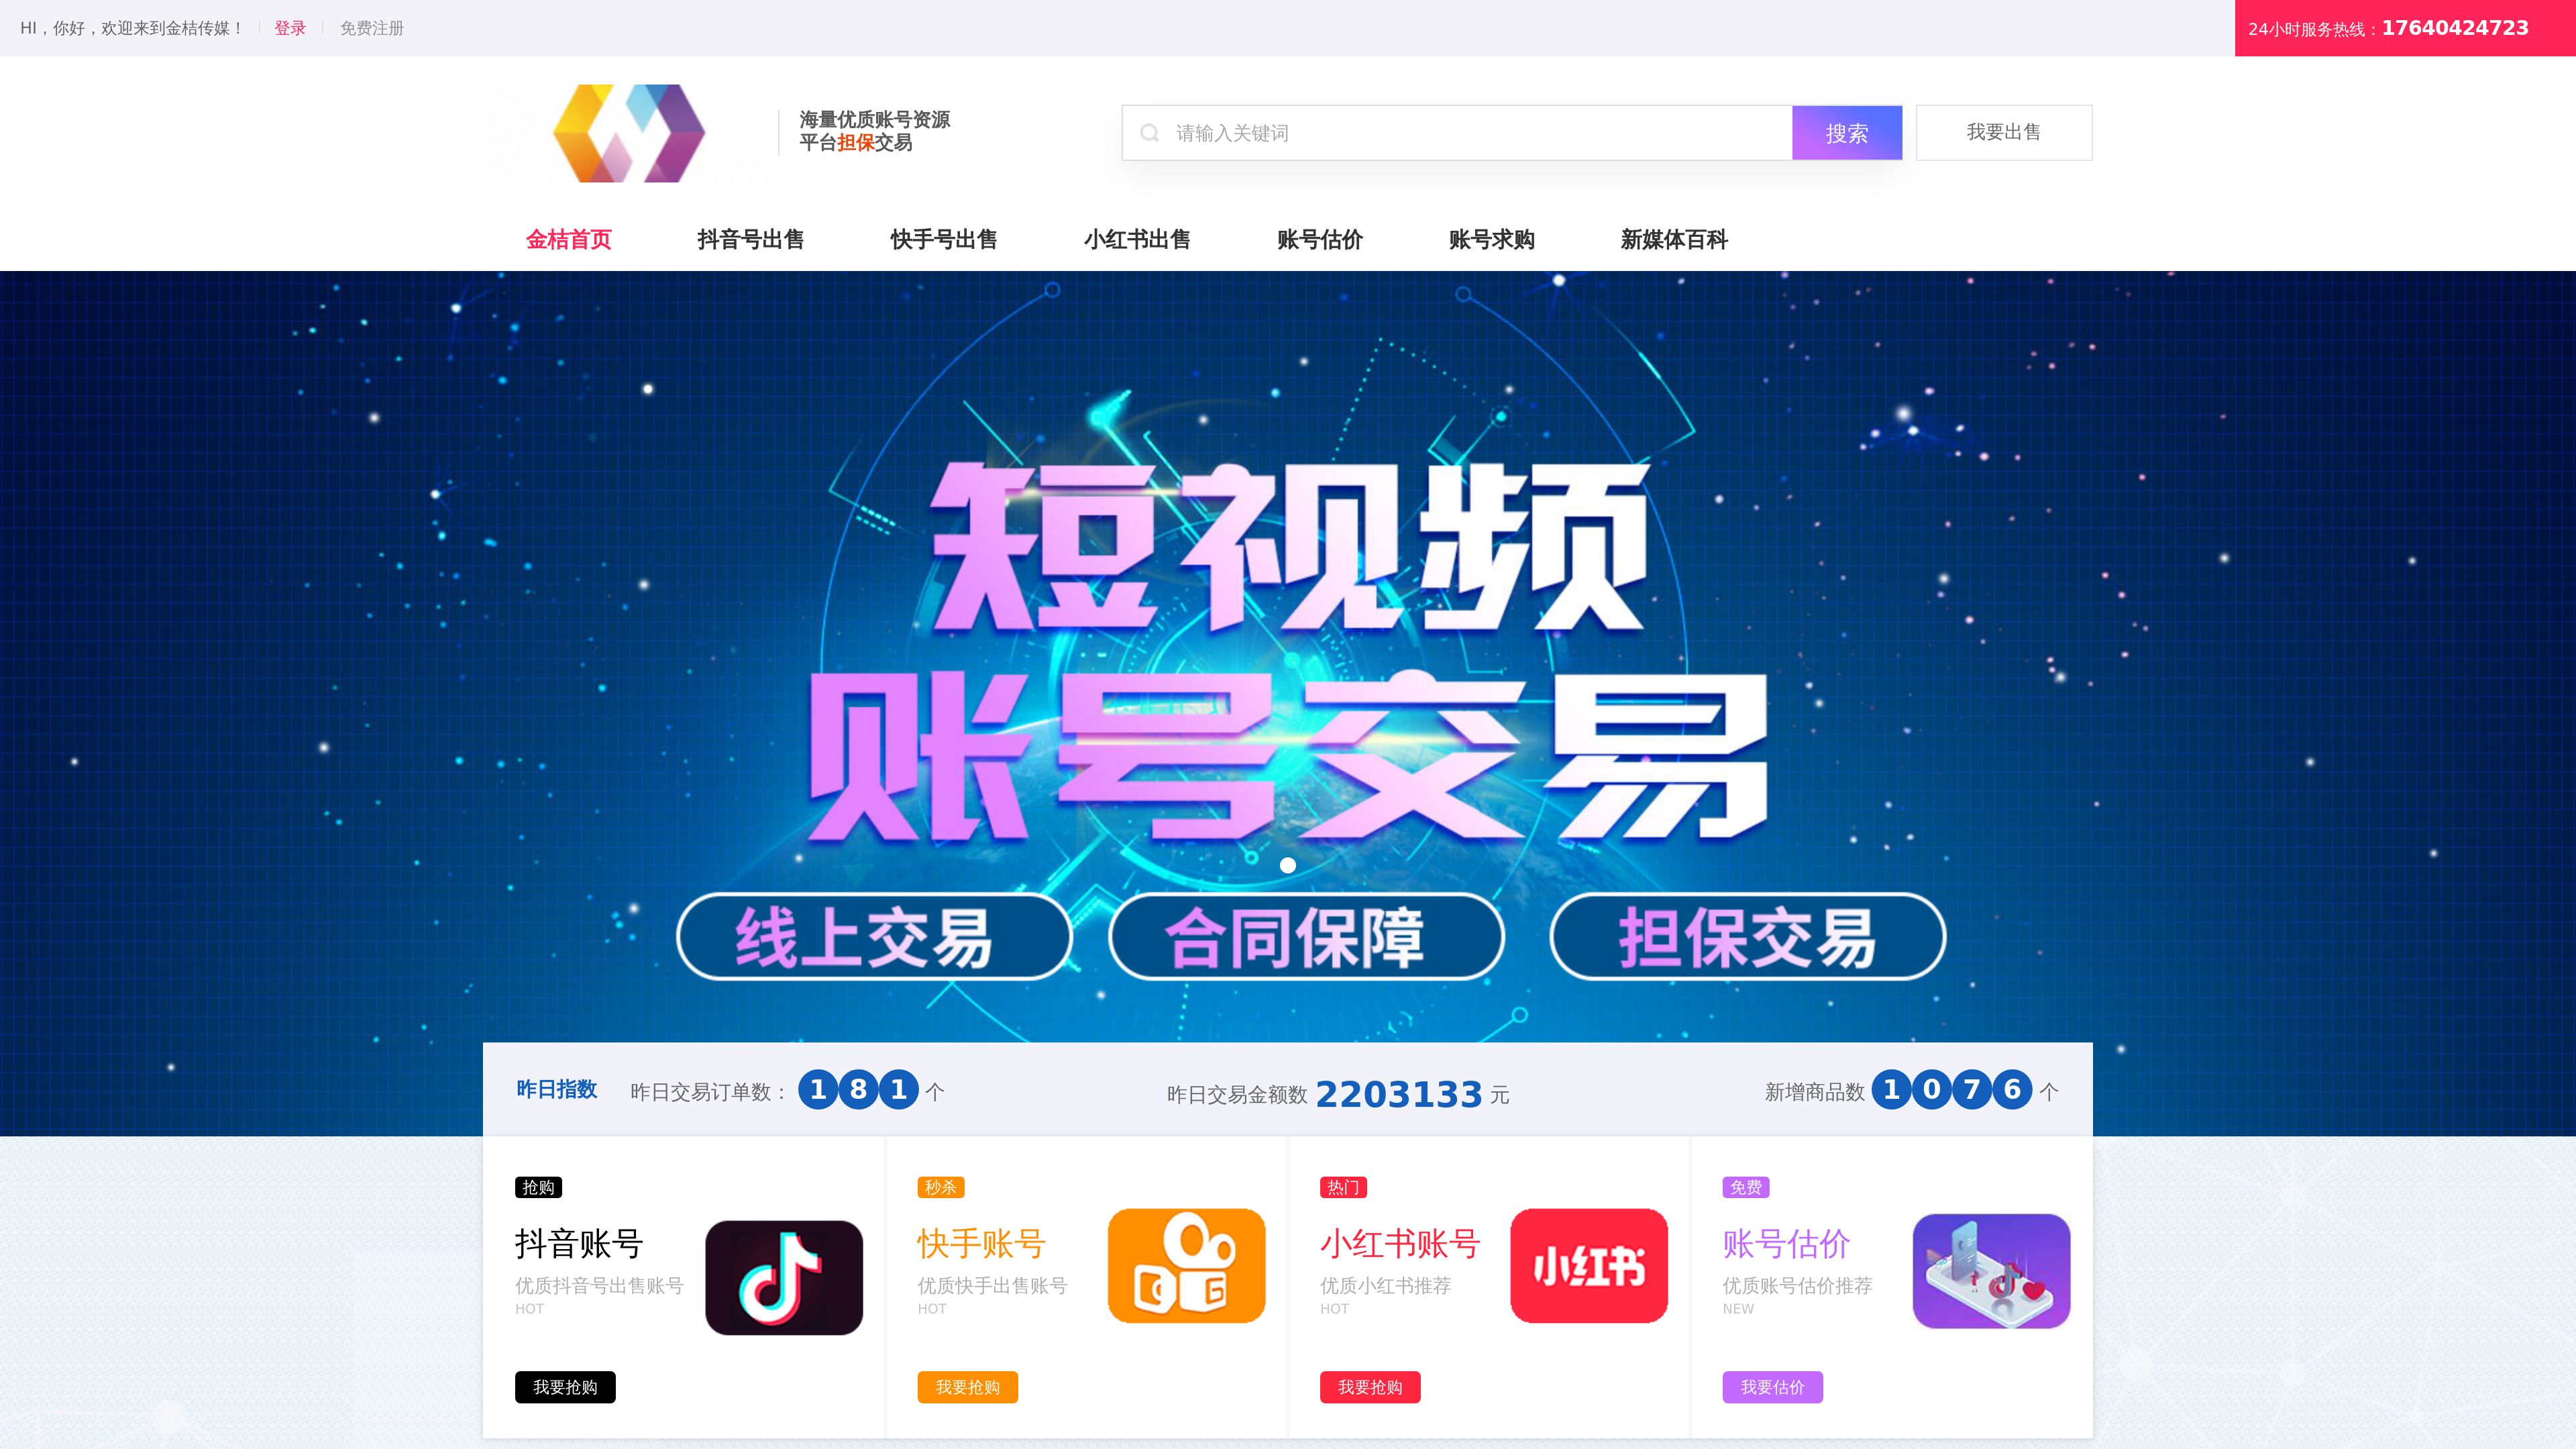 HI，你好，欢迎来到金桔传媒！ 登录 免费注册 24小时服务热线：17640424723
海量优质账号资源
平台担保交易
请输入关键词 搜索 我要出售
金桔首页 抖音号出售 快手号出售 小红书出售 账号估价 账号求购 新媒体百科
短视频
账号交易
线上交易 合同保障 担保交易
昨日指数 昨日交易订单数： 181 个 昨日交易金额数 2203133 元 新增商品数 1076 个
抢购
抖音账号
优质抖音号出售账号
HOT
我要抢购
秒杀
快手账号
优质快手出售账号
HOT
我要抢购
热门
小红书账号
优质小红书推荐
HOT
小红书
我要抢购
免费
账号估价
优质账号估价推荐
NEW
我要估价